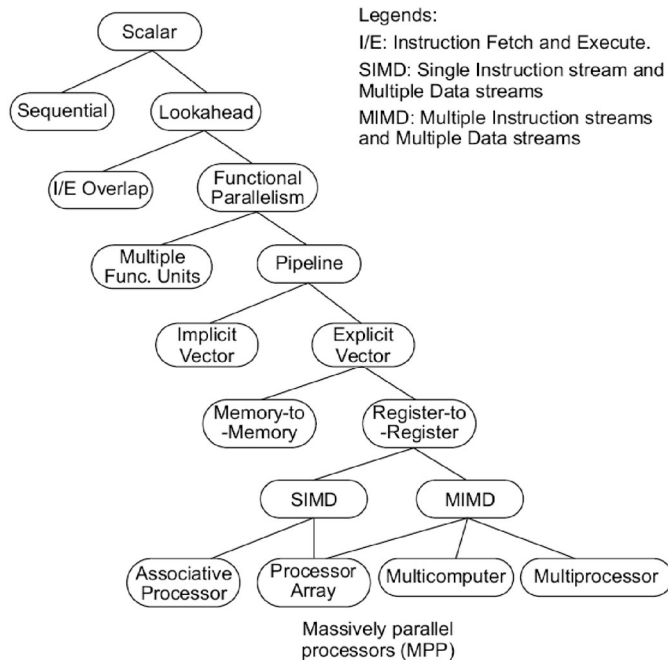 Scalar
Legends:
I/E: Instruction Fetch and Execute.
SIMD: Single Instruction stream and
Multiple Data streams
MIMD: Multiple Instruction streams
and Multiple Data streams
Sequential
Lookahead
I/E Overlap
Functional
Parallelism
Multiple
Func. Units
Pipeline
Implicit
Vector
Explicit
Vector
Memory-to
-Memory
Register-to
-Register
SIMD
MIMD
Associative
Processor
Processor
Array
Multicomputer
Multiprocessor
Massively parallel
processors (MPP)